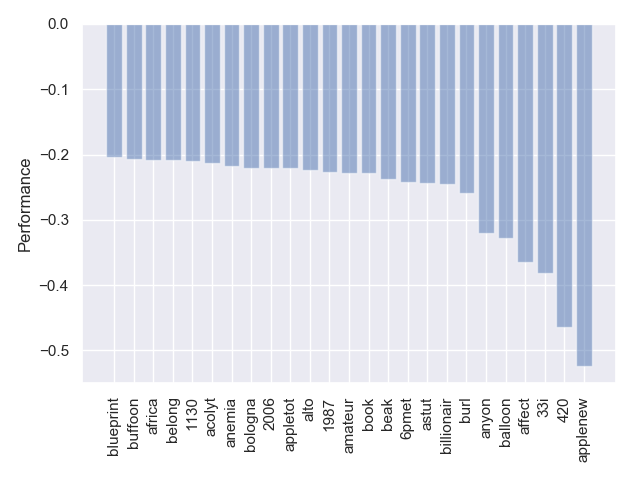 0.0
−0.1
−0.2
−0.3
−0.4
−0.5
Performance
blueprint
buffoon
africa
belong
1130
acolyt
anemia
bologna
2006
appletot
alto
1987
amateur
book
beak
6pmet
astut
billionair
burl
anyon
balloon
affect
33i
420
applenew